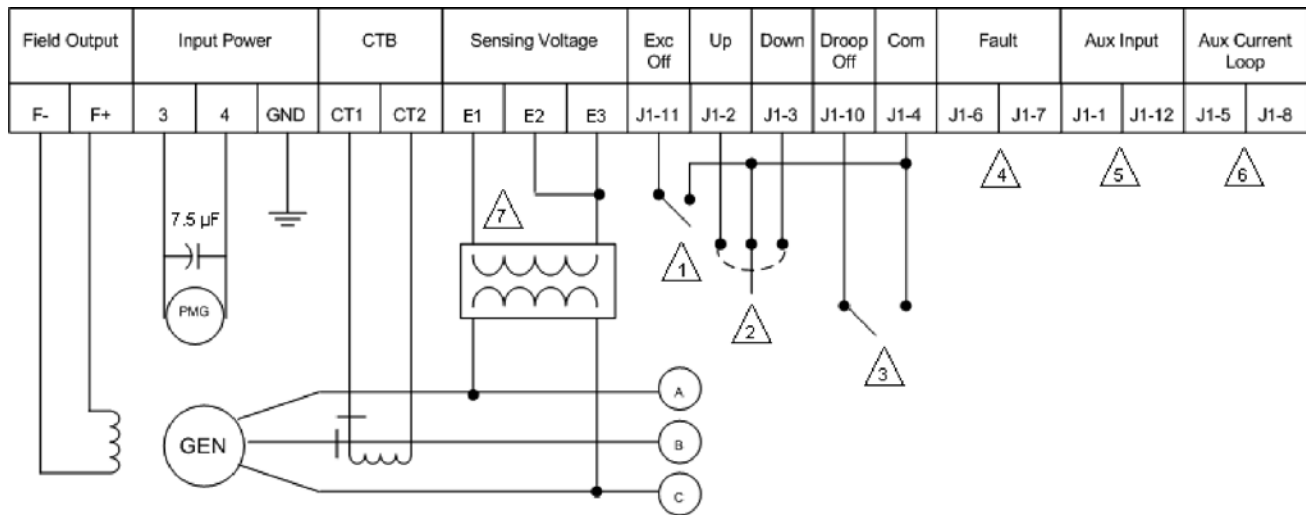 Field Output Input Power CTB Sensing Voltage Exc Off Up Down Droop Off Com Fault Aux Input Aux Current Loop
F- F+ 3 4 GND CT1 CT2 E1 E2 E3 J1-11 J1-2 J1-3 J1-10 J1-4 J1-6 J1-7 J1-1 J1-12 J1-5 J1-8
4 5 6
7.5 µF 7
1
PMG 2
3
A
GEN B
C